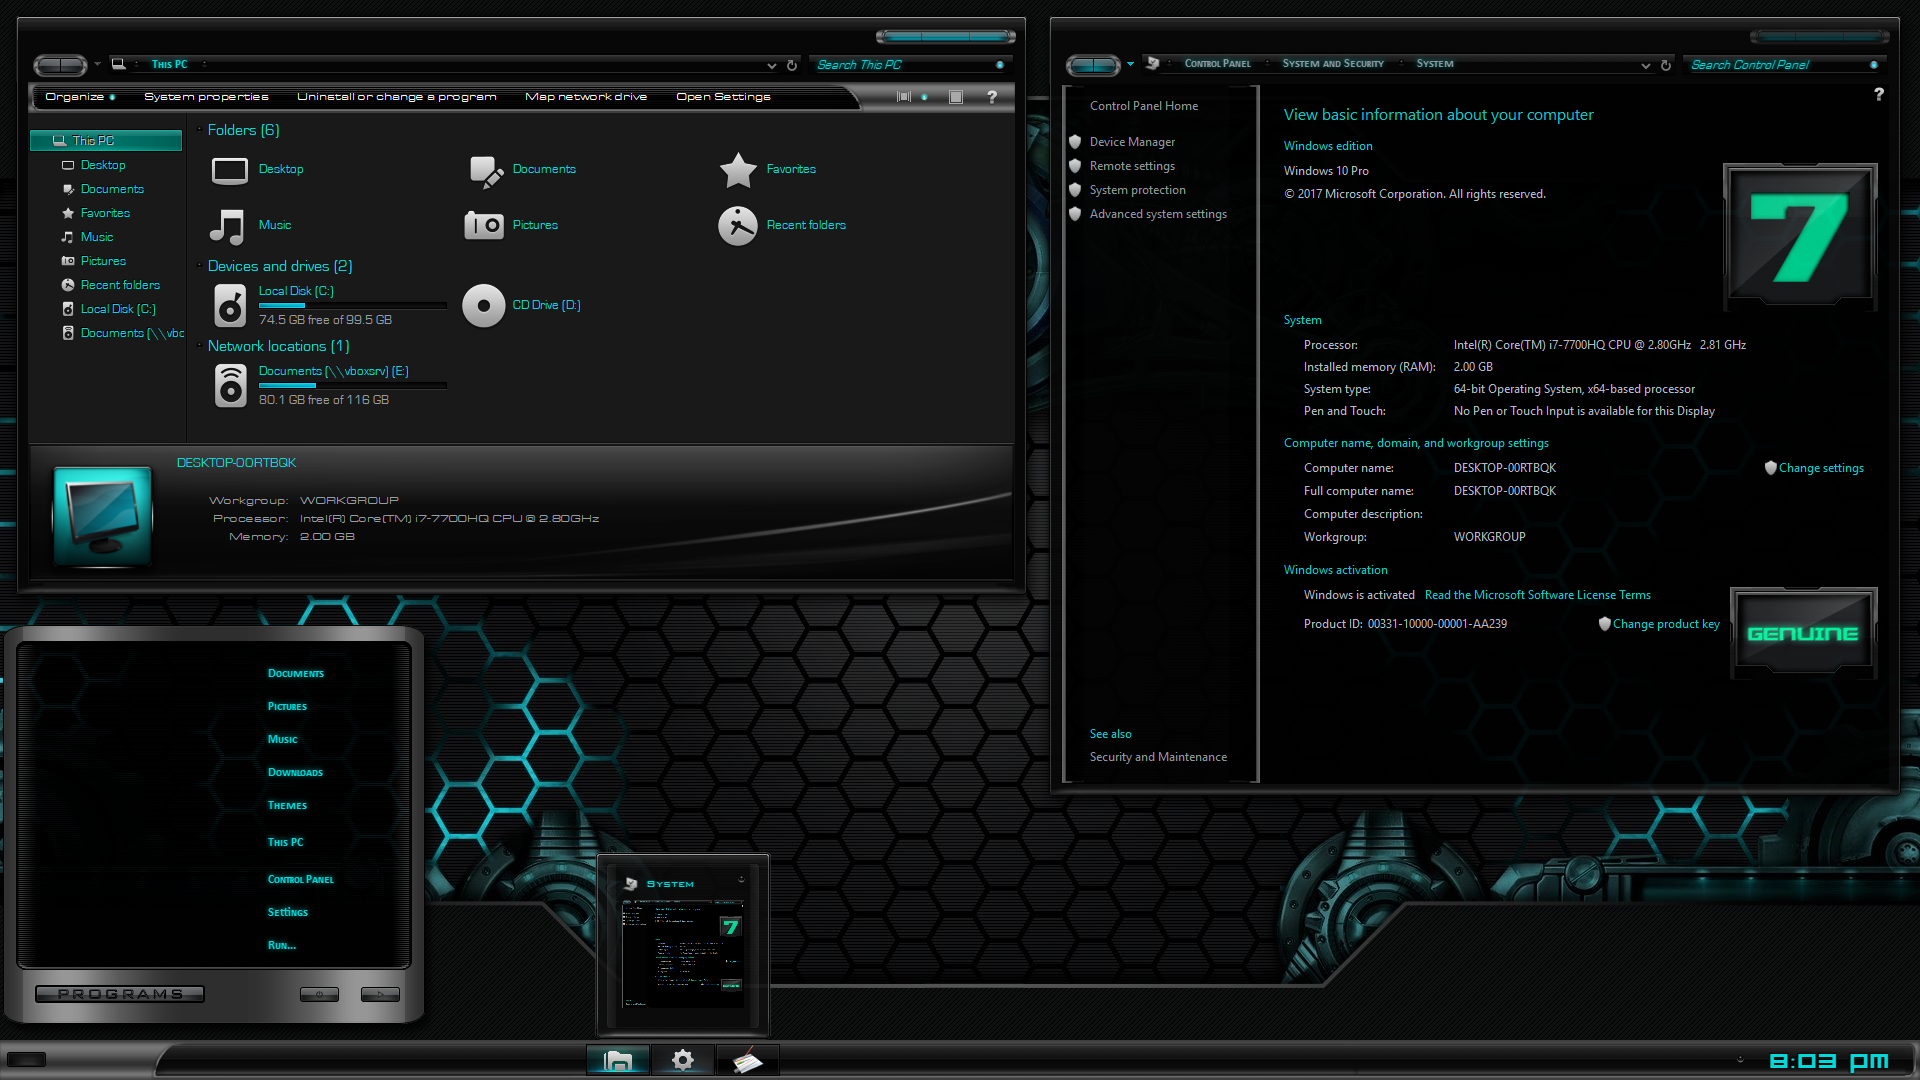 This PC
Search This PC
Organize
System properties
Uninstall or change a program
Map network drive
Open Settings
?
This PC
Desktop
Documents
Favorites
Music
Pictures
Recent folders
Local Disk (C:)
Documents (\\vbc
Folders (6)
Desktop
Documents
Favorites
Music
Pictures
Recent folders
Devices and drives (2)
Local Disk (C:)
74.5 GB free of 99.5 GB
CD Drive (D:)
Network locations (1)
Documents (\\vboxsrv) (E:)
80.1 GB free of 116 GB
DESKTOP-00RTBQK
Workgroup: WORKGROUP
Processor: Intel(R) Core(TM) i7-7700HQ CPU @ 2.80GHz
Memory: 2.00 GB
Control Panel
System and Security
System
Search Control Panel
?
Control Panel Home
Device Manager
Remote settings
System protection
Advanced system settings
See also
Security and Maintenance
View basic information about your computer
Windows edition
Windows 10 Pro
© 2017 Microsoft Corporation. All rights reserved.
7
System
Processor: Intel(R) Core(TM) i7-7700HQ CPU @ 2.80GHz 2.81 GHz
Installed memory (RAM): 2.00 GB
System type: 64-bit Operating System, x64-based processor
Pen and Touch: No Pen or Touch Input is available for this Display
Computer name, domain, and workgroup settings
Computer name: DESKTOP-00RTBQK
Change settings
Full computer name: DESKTOP-00RTBQK
Computer description:
Workgroup: WORKGROUP
Windows activation
Windows is activated Read the Microsoft Software License Terms
Product ID: 00331-10000-00001-AA239
Change product key
GENUINE
Documents
Pictures
Music
Downloads
Themes
This PC
Control Panel
Settings
Run...
PROGRAMS
System
7
8:03 pm